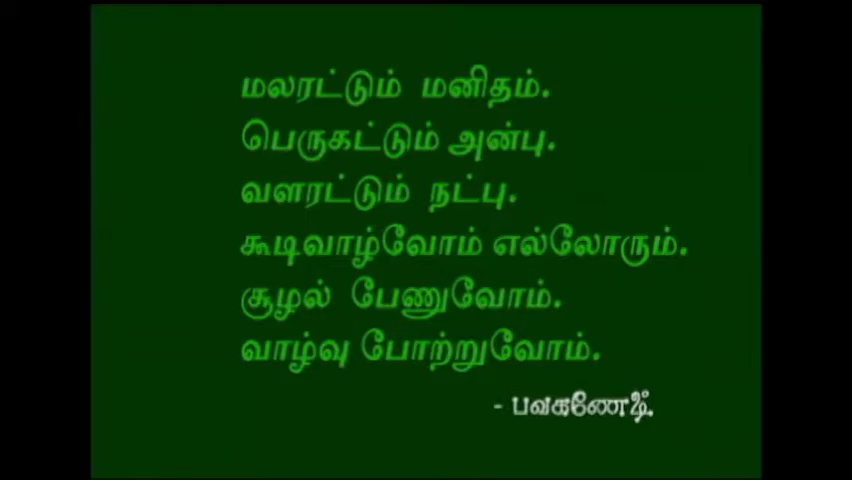 மலரட்டும் மனிதம்.
பெருகட்டும் அன்பு.
வளரட்டும் நட்பு.
கூடிவாழ்வோம் எல்லோரும்.
சூழல் பேணுவோம்.
வாழ்வு போற்றுவோம்.
- பவகணேஷ்.